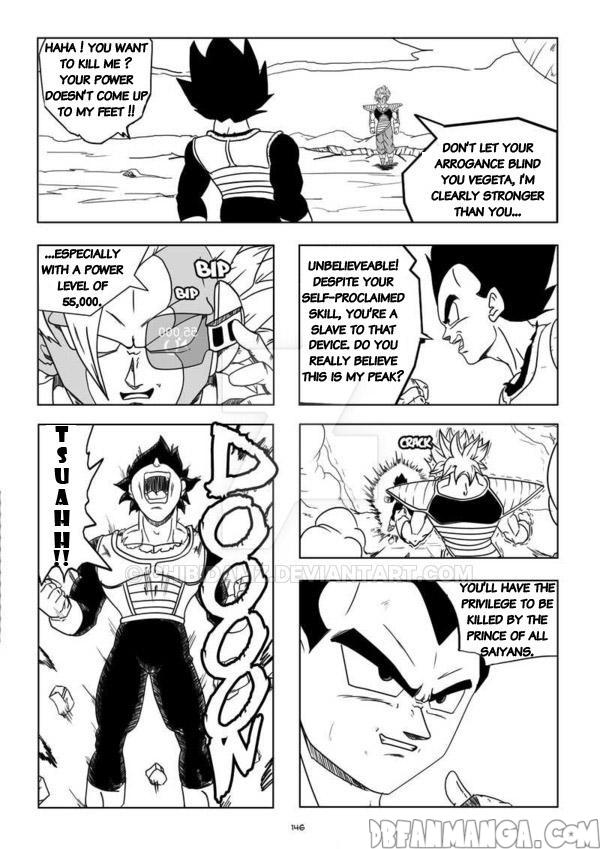 HAHA ! YOU WANT
TO KILL ME ?
YOUR POWER
DOESN'T COME UP
TO MY FEET !!
DON'T LET YOUR
ARROGANCE BLIND
YOU VEGETA, I'M
CLEARLY STRONGER
THAN YOU...
...ESPECIALLY
WITH A POWER
LEVEL OF
55,000.
BIP
BIP
UNBELIEVEABLE!
DESPITE YOUR
SELF-PROCLAIMED
SKILL, YOU'RE A
SLAVE TO THAT
DEVICE. DO YOU
REALLY BELIEVE
THIS IS MY PEAK?
TSUAHH!!
DOOOON
CRACK
YOU'LL HAVE THE
PRIVILEGE TO BE
KILLED BY THE
PRINCE OF ALL
SAIYANS.
146
DBFANMANGA.COM